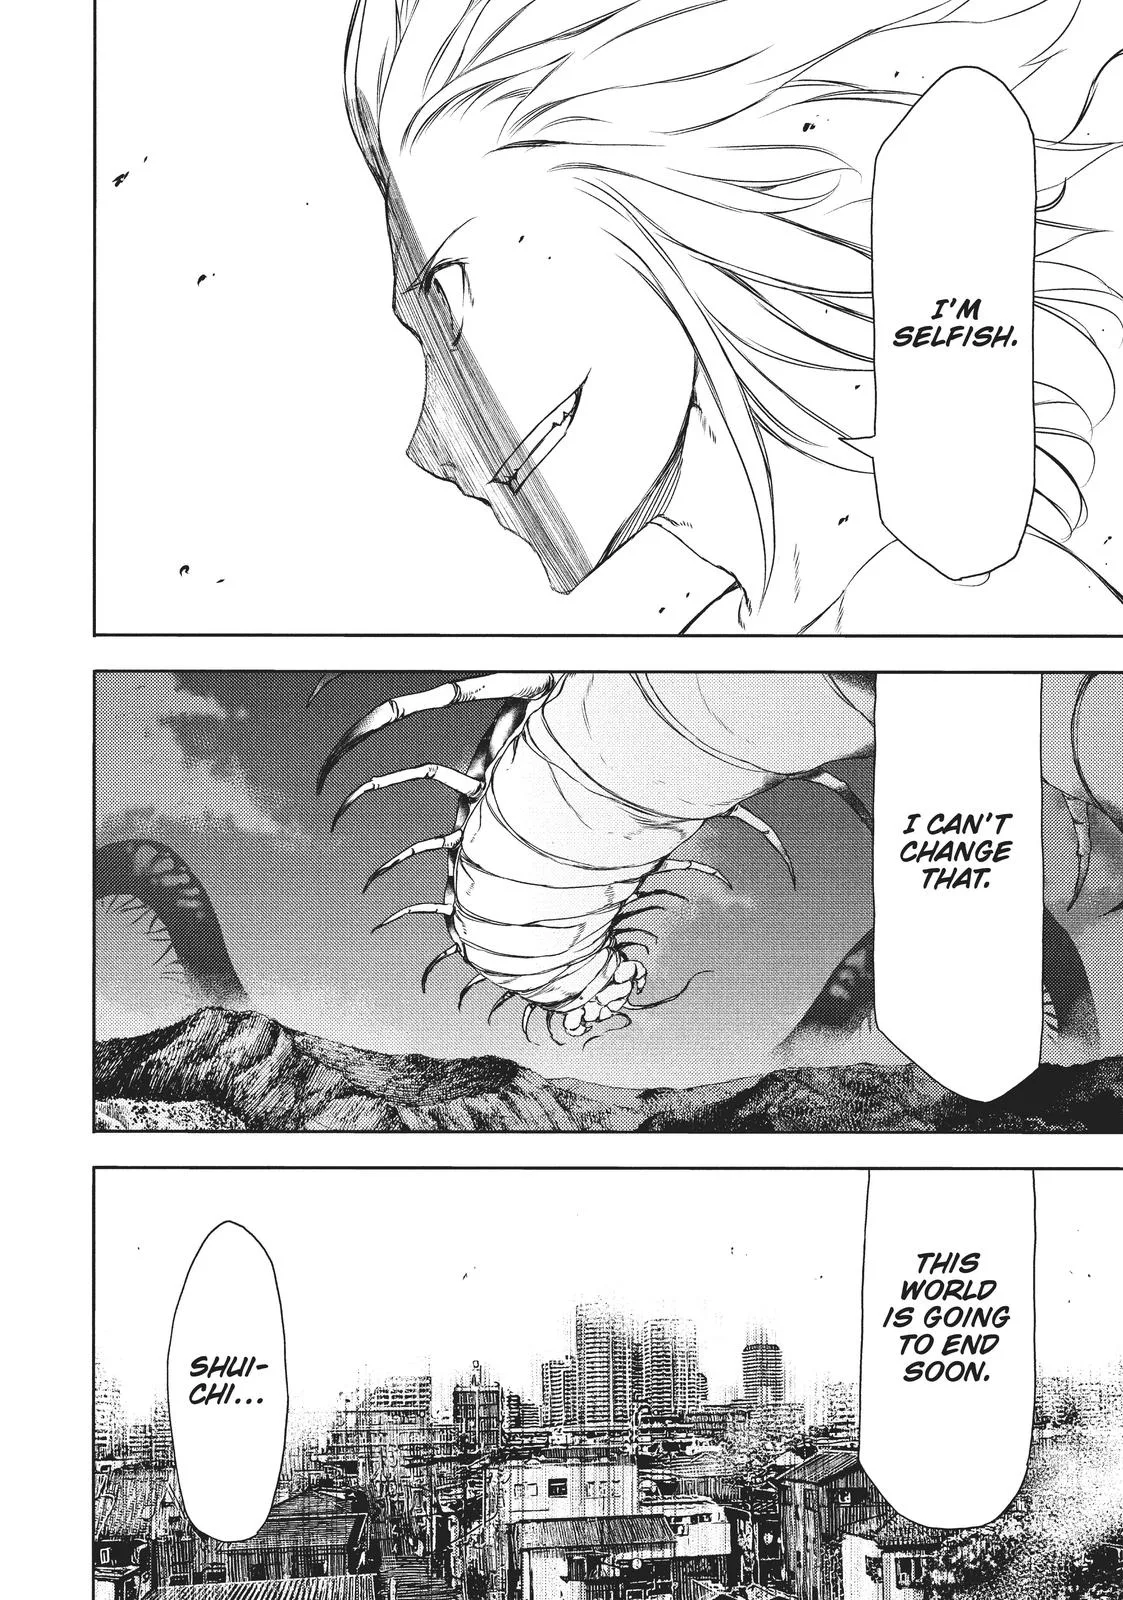 I'M
SELFISH.
I CAN'T
CHANGE
THAT.
THIS
WORLD
IS GOING
TO END
SOON.
SHUI-
CHI...